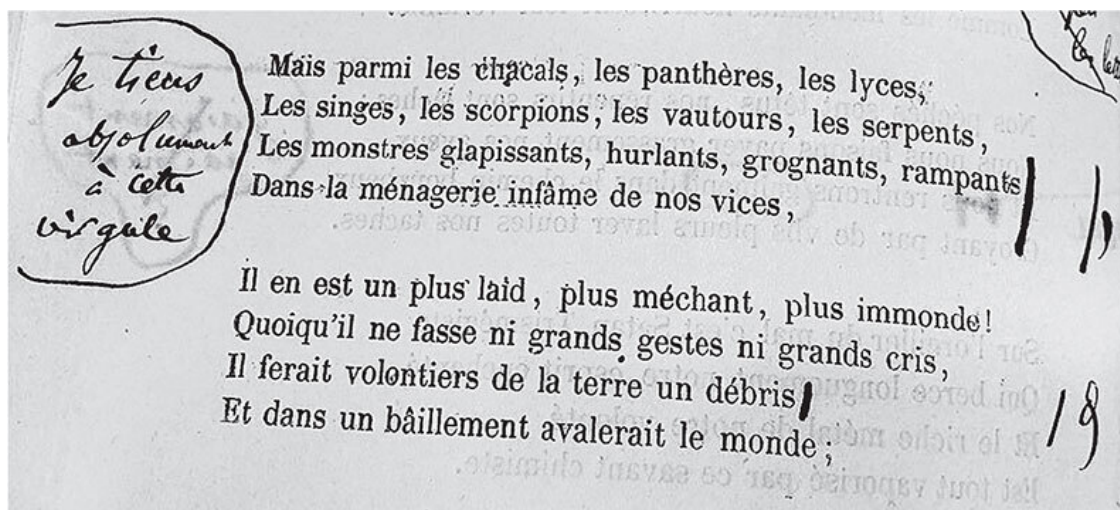 Je tiens
absolument
à cette
virgule
Mais parmi les chacals, les panthères, les lyces,
Les singes, les scorpions, les vautours, les serpents,
Les monstres glapissants, hurlants, grognants, rampants
Dans la ménagerie infâme de nos vices,
Il en est un plus laid, plus méchant, plus immonde!
Quoiqu'il ne fasse ni grands gestes ni grands cris,
Il ferait volontiers de la terre un débris
Et dans un bâillement avalerait le monde;